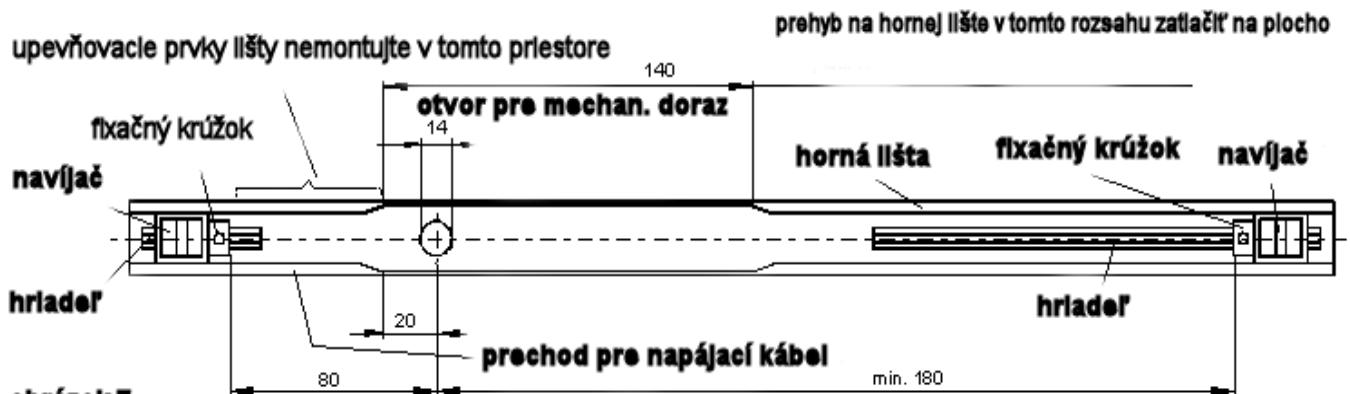 prehyb na hornej lište v tomto rozsahu zatlačiť na plocho
upevňovacie prvky lišty nemontujte v tomto priestore
140
otvor pre mechan. doraz
fixačný krúžok
14
horná lišta
fixačný krúžok
navíjač
navíjač
hriadeľ
hriadeľ
20
prechod pre napájací kábel
80
min. 180